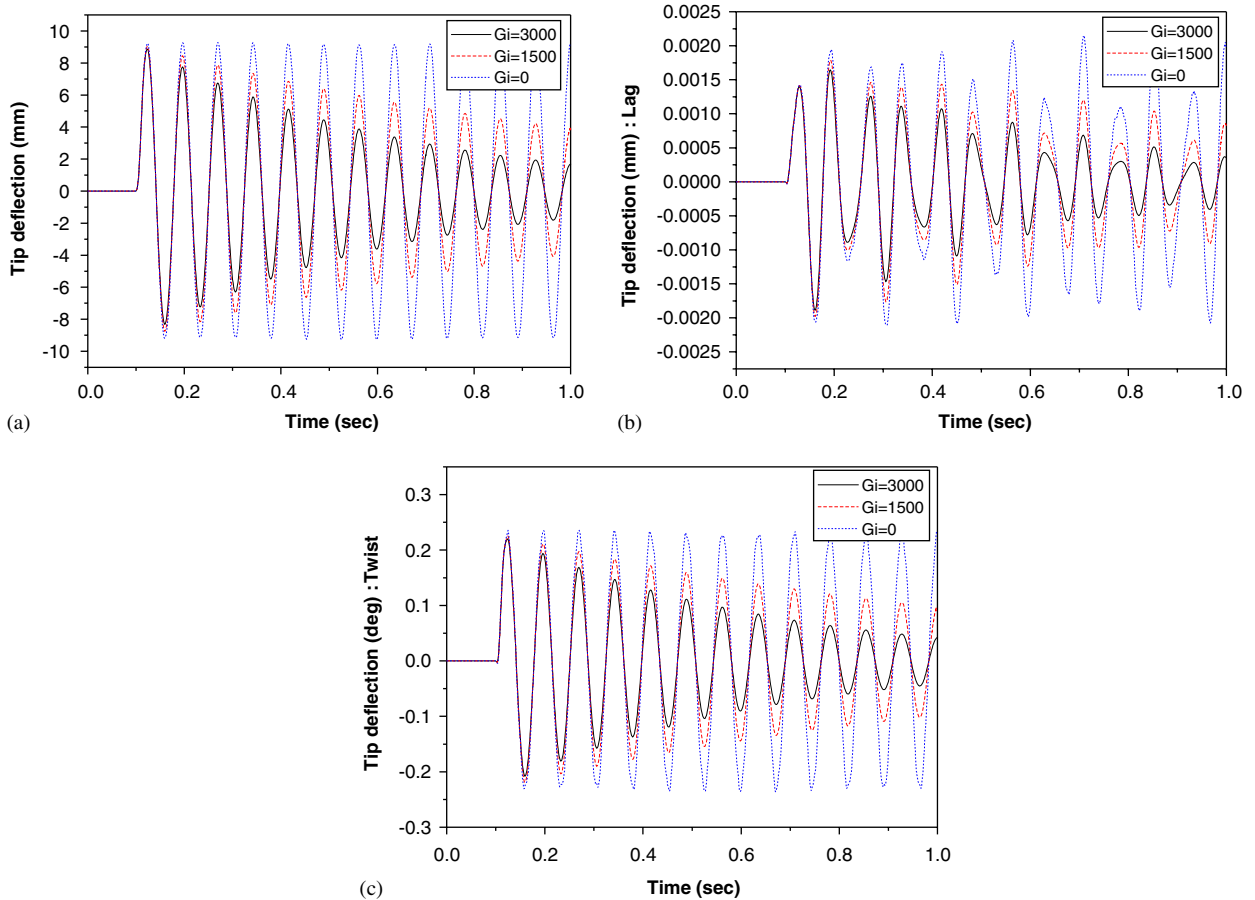 Tip deflection (mm)
10
8
6
4
2
0
-2
-4
-6
-8
-10
Gi=3000
Gi=1500
Gi=0
0.0 0.2 0.4 0.6 0.8 1.0
Time (sec)
(a)
Tip deflection (mm) : Lag
0.0025
0.0020
0.0015
0.0010
0.0005
0.0000
-0.0005
-0.0010
-0.0015
-0.0020
-0.0025
Gi=3000
Gi=1500
Gi=0
0.0 0.2 0.4 0.6 0.8 1.0
Time (sec)
(b)
Tip deflection (deg) : Twist
0.3
0.2
0.1
0.0
-0.1
-0.2
-0.3
Gi=3000
Gi=1500
Gi=0
0.0 0.2 0.4 0.6 0.8 1.0
Time (sec)
(c)